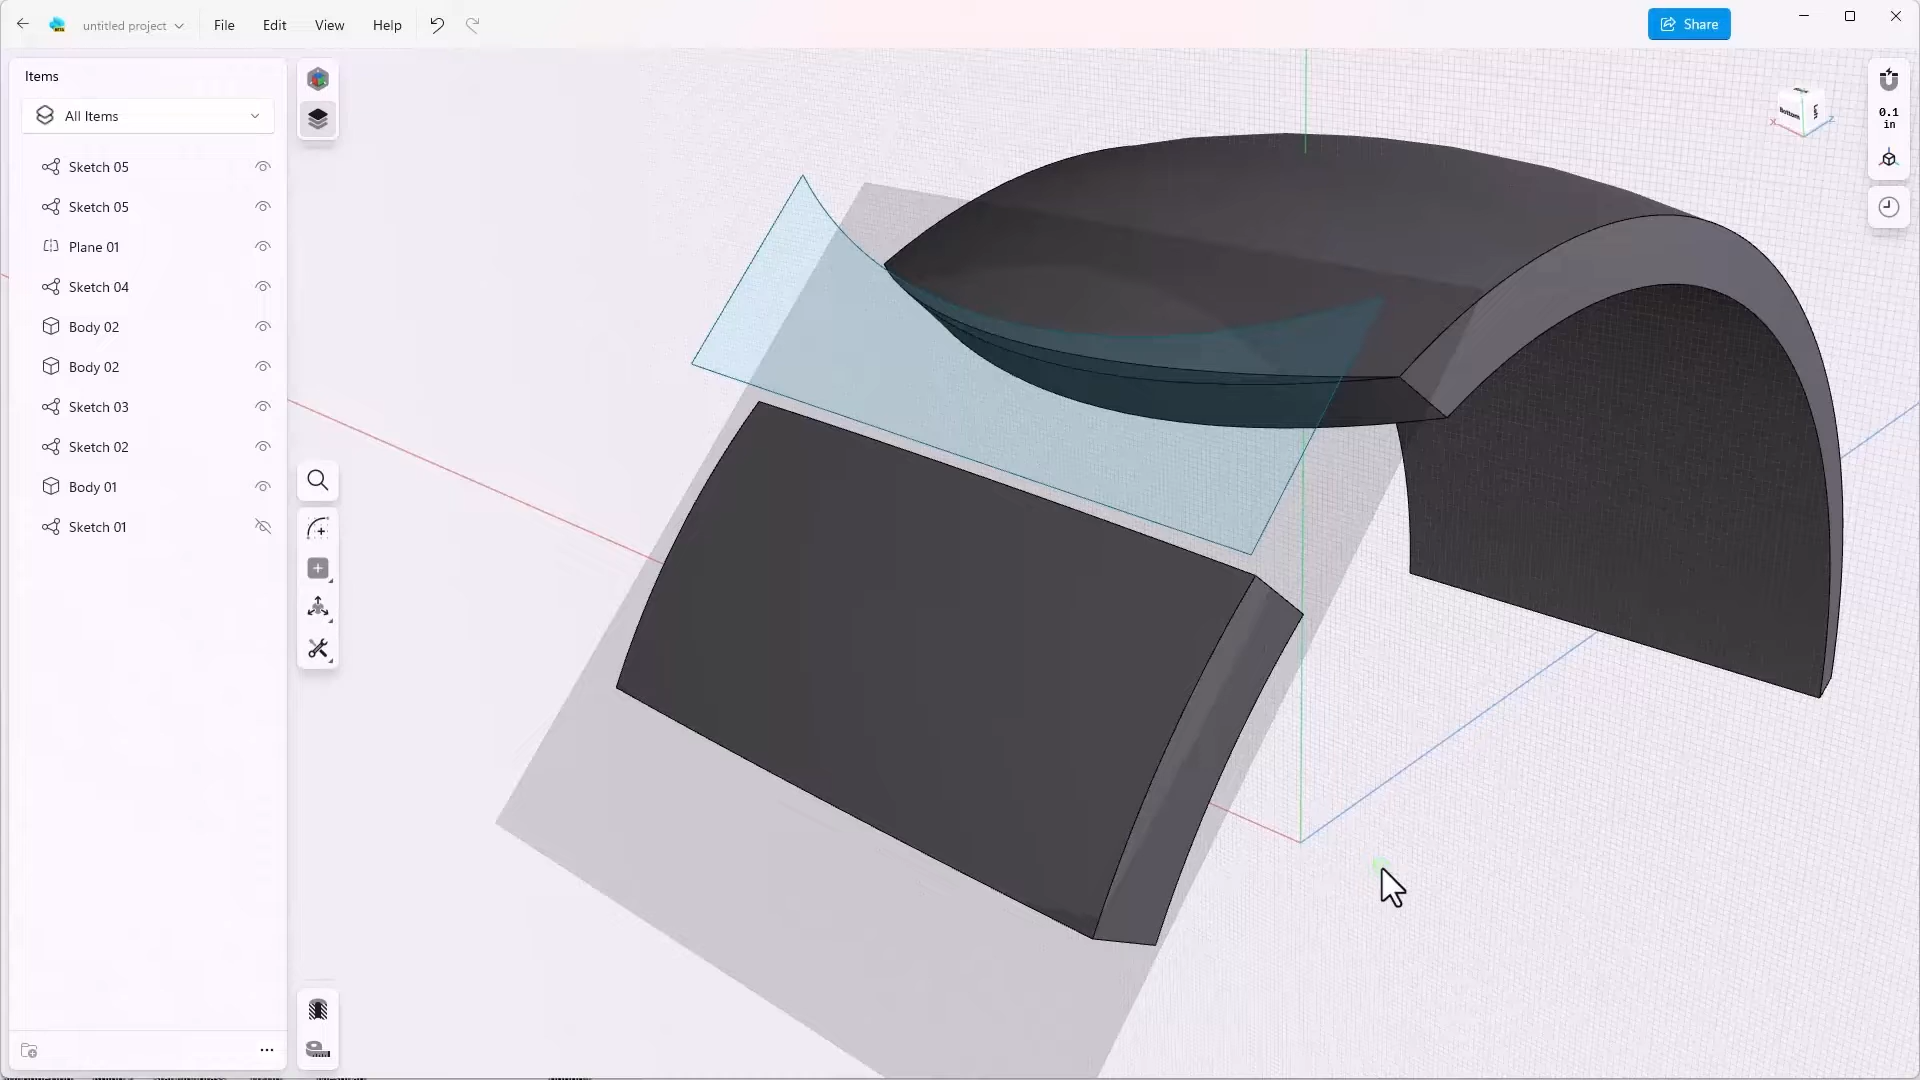 untitled project
File
Edit
View
Help
Share
Items
All Items
Sketch 05
Sketch 05
Plane 01
Sketch 04
Body 02
Body 02
Sketch 03
Sketch 02
Body 01
Sketch 01
0.1
in
Bottom
X
Z